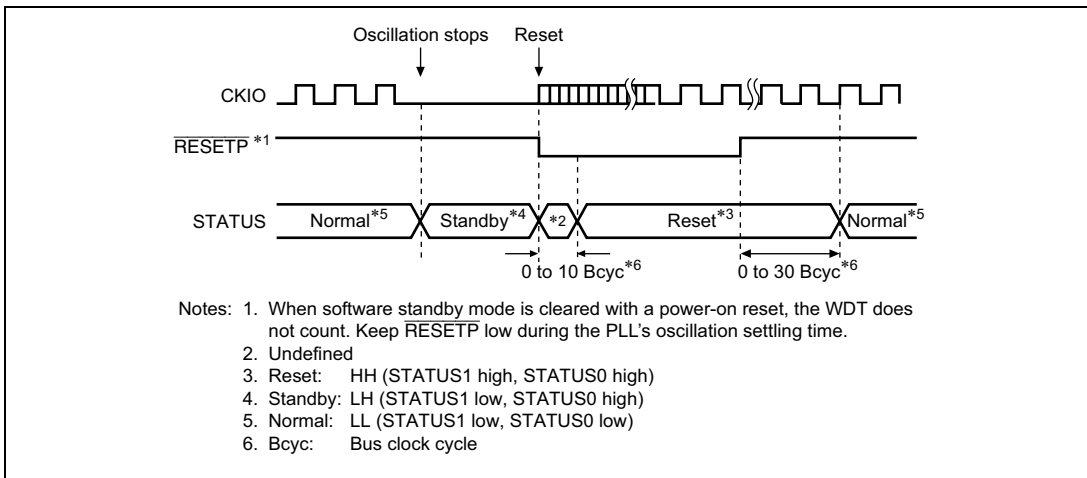 Oscillation stops Reset
CKIO
RESETP *1
STATUS Normal*5 Standby*4 *2 Reset*3 Normal*5
0 to 10 Bcyc*6 0 to 30 Bcyc*6
Notes: 1. When software standby mode is cleared with a power-on reset, the WDT does
not count. Keep RESETP low during the PLL's oscillation settling time.
2. Undefined
3. Reset: HH (STATUS1 high, STATUS0 high)
4. Standby: LH (STATUS1 low, STATUS0 high)
5. Normal: LL (STATUS1 low, STATUS0 low)
6. Bcyc: Bus clock cycle